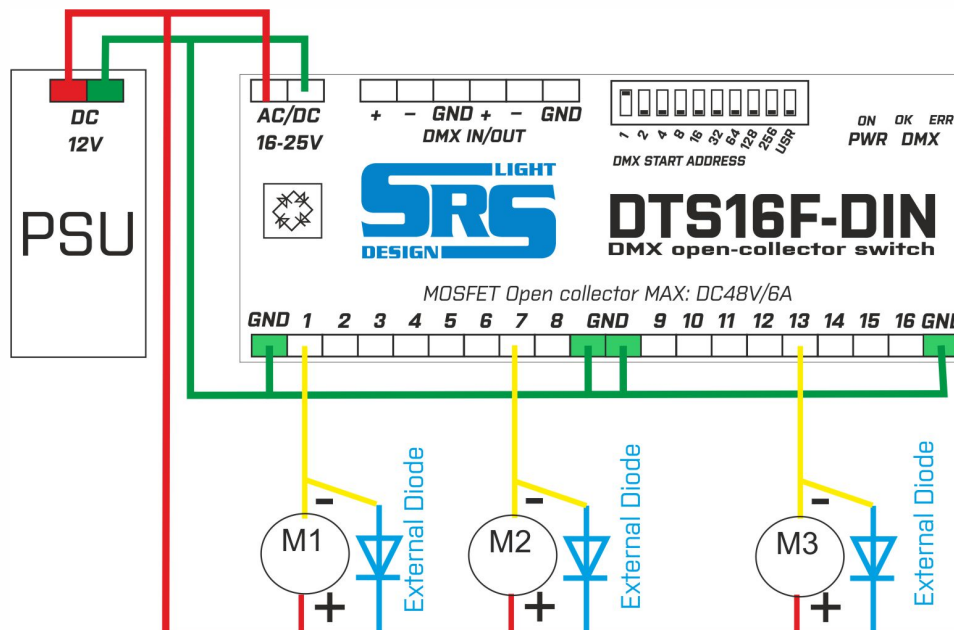 DC
12V
PSU
AC/DC
16-25V
+ - GND + - GND
DMX IN/OUT
1 2 4 8 16 32 64 128 256 USR
DMX START ADDRESS
ON OK ERR
PWR DMX
LIGHT
SRS
DESIGN
DTS16F-DIN
DMX open-collector switch
MOSFET Open collector MAX: DC48V/6A
GND 1 2 3 4 5 6 7 8 GND 9 10 11 12 13 14 15 16 GND
- - -
M1 M2 M3
External Diode
External Diode
External Diode
+ + +